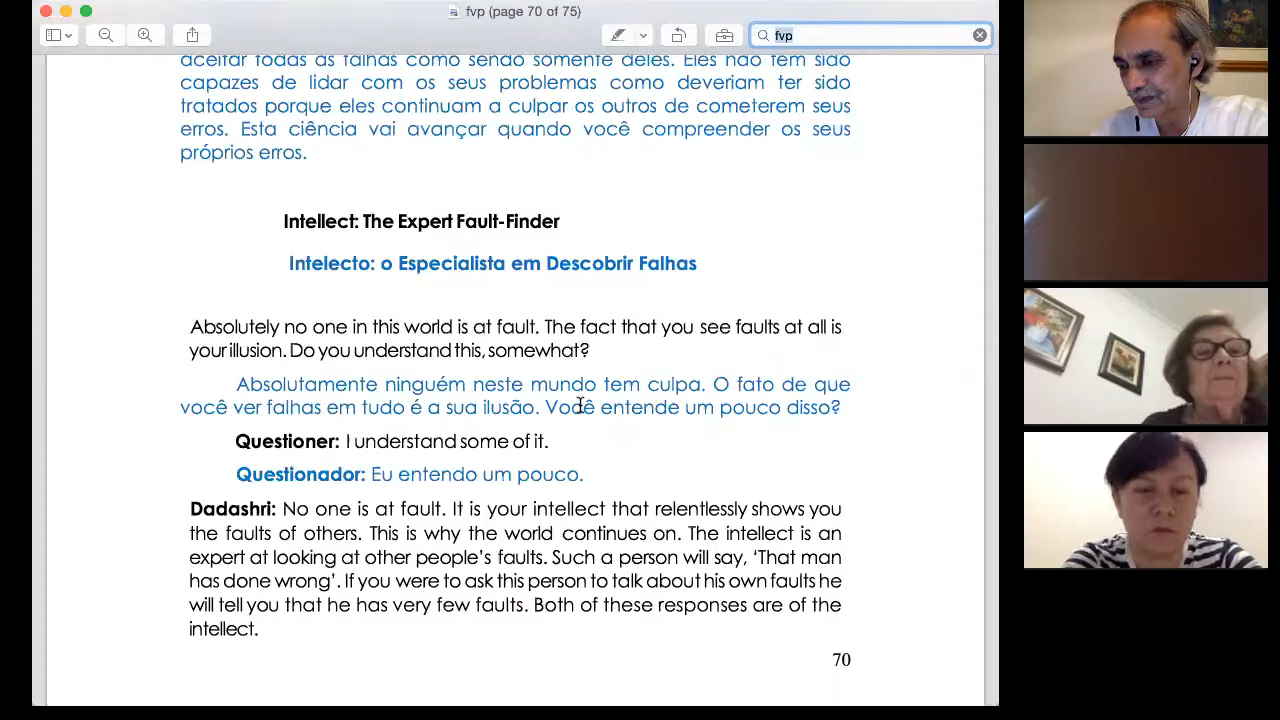 fvp (page 70 of 75)
fvp
aceitar todas as falhas como sendo somente deles. Eles não têm sido
capazes de lidar com os seus problemas como deveriam ter sido
tratados porque eles continuam a culpar os outros de cometerem seus
erros. Esta ciência vai avançar quando você compreender os seus
próprios erros.
Intellect: The Expert Fault-Finder
Intelecto: o Especialista em Descobrir Falhas
Absolutely no one in this world is at fault. The fact that you see faults at all is
your illusion. Do you understand this, somewhat?
Absolutamente ninguém neste mundo tem culpa. O fato de que
você ver falhas em tudo é a sua ilusão. Você entende um pouco disso?
Questioner: I understand some of it.
Questionador: Eu entendo um pouco.
Dadashri: No one is at fault. It is your intellect that relentlessly shows you
the faults of others. This is why the world continues on. The intellect is an
expert at looking at other people’s faults. Such a person will say, ‘That man
has done wrong’. If you were to ask this person to talk about his own faults he
will tell you that he has very few faults. Both of these responses are of the
intellect.
70